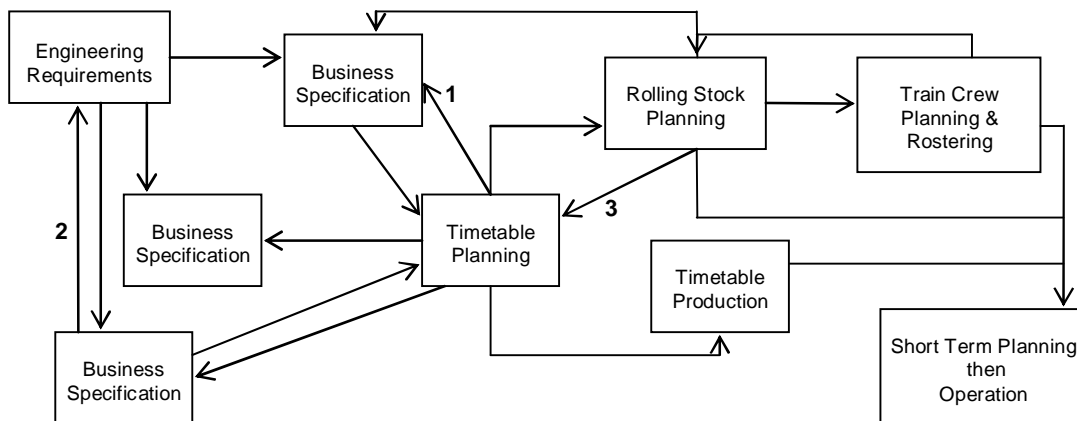 Engineering
Requirements
Business
Specification
1
Rolling Stock
Planning
Train Crew
Planning &
Rostering
2
Business
Specification
Timetable
Planning
3
Timetable
Production
Business
Specification
Short Term Planning
then
Operation